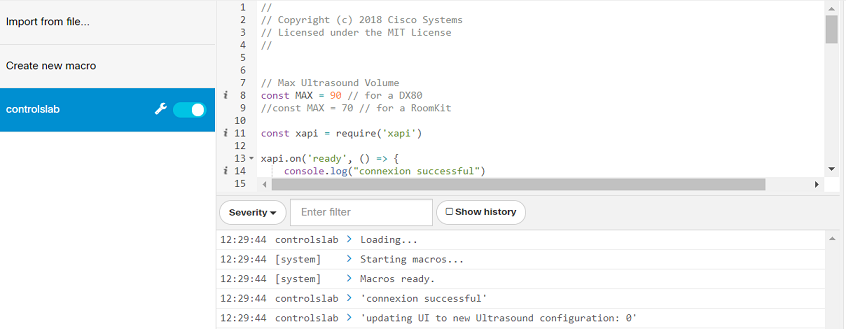 Import from file...
Create new macro
controlslab
1 //
2 // Copyright (c) 2018 Cisco Systems
3 // Licensed under the MIT License
4 //
5
6
7 // Max Ultrasound Volume
i 8 const MAX = 90 // for a DX80
9 //const MAX = 70 // for a RoomKit
10
i 11 const xapi = require('xapi')
12
13 xapi.on('ready', () => {
i 14 console.log("connexion successful")
15
Severity
Enter filter
Show history
12:29:44 controlslab > Loading...
12:29:44 [system] > Starting macros...
12:29:44 [system] > Macros ready.
12:29:44 controlslab > 'connexion successful'
12:29:44 controlslab > 'updating UI to new Ultrasound configuration: 0'